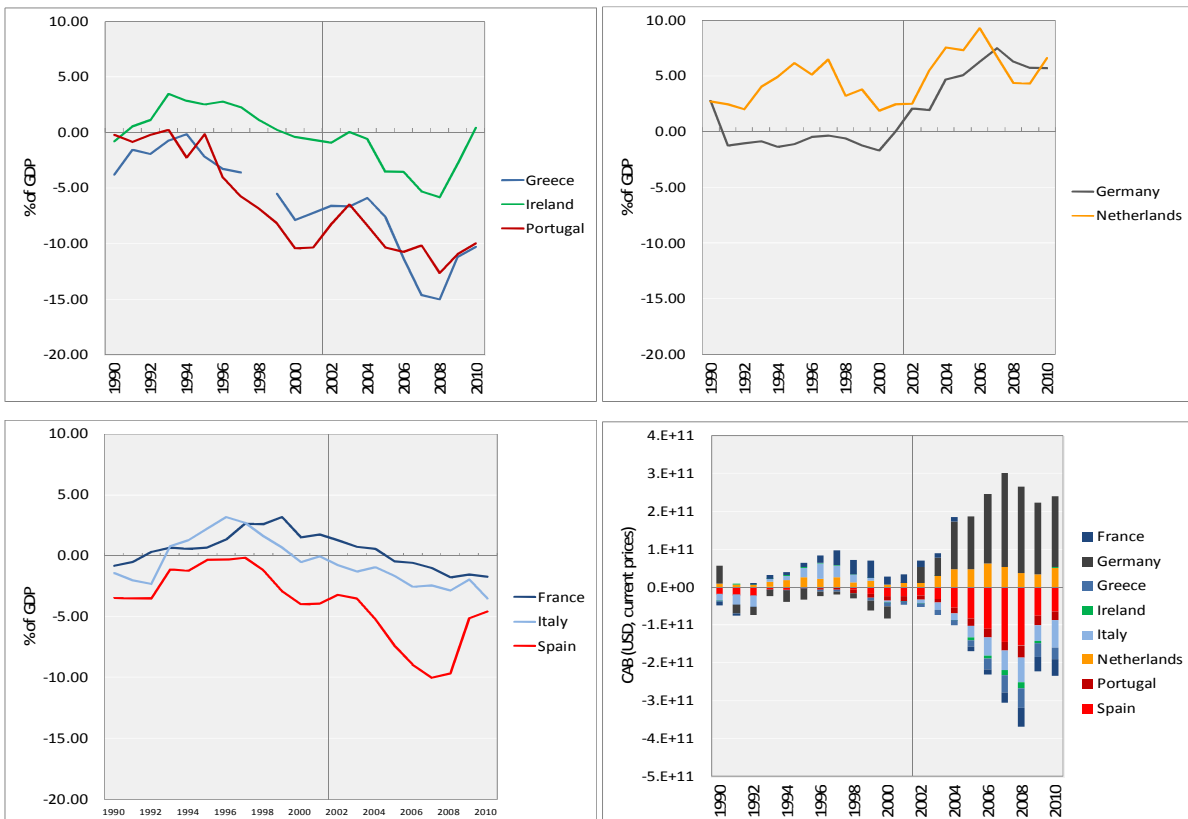 10.00
5.00
0.00
-5.00
-10.00
-15.00
-20.00
% of GDP
1990 1992 1994 1996 1998 2000 2002 2004 2006 2008 2010
Greece
Ireland
Portugal
10.00
5.00
0.00
-5.00
-10.00
-15.00
-20.00
% of GDP
1990 1992 1994 1996 1998 2000 2002 2004 2006 2008 2010
Germany
Netherlands
10.00
5.00
0.00
-5.00
-10.00
-15.00
-20.00
% of GDP
1990 1992 1994 1996 1998 2000 2002 2004 2006 2008 2010
France
Italy
Spain
4.E+11
3.E+11
2.E+11
1.E+11
0.E+00
-1.E+11
-2.E+11
-3.E+11
-4.E+11
-5.E+11
CAB (USD, current prices)
1990 1992 1994 1996 1998 2000 2002 2004 2006 2008 2010
France
Germany
Greece
Ireland
Italy
Netherlands
Portugal
Spain